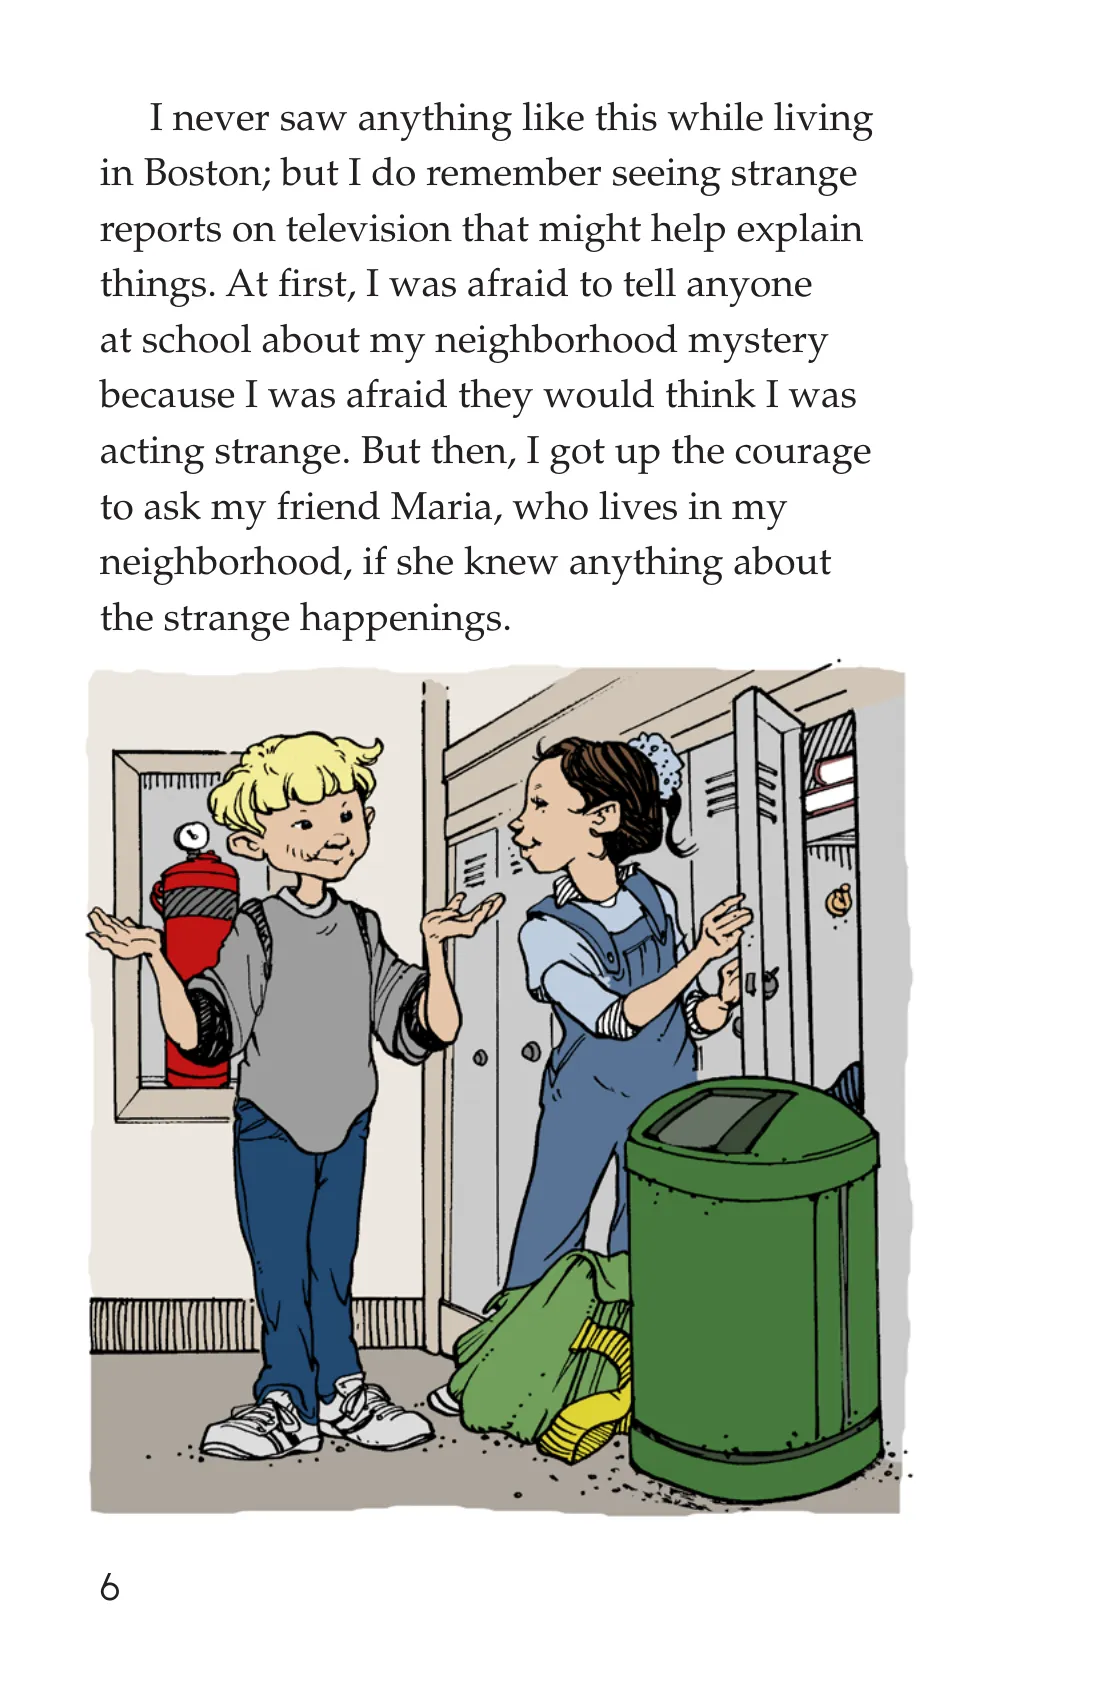 I never saw anything like this while living
in Boston; but I do remember seeing strange
reports on television that might help explain
things. At first, I was afraid to tell anyone
at school about my neighborhood mystery
because I was afraid they would think I was
acting strange. But then, I got up the courage
to ask my friend Maria, who lives in my
neighborhood, if she knew anything about
the strange happenings.
6